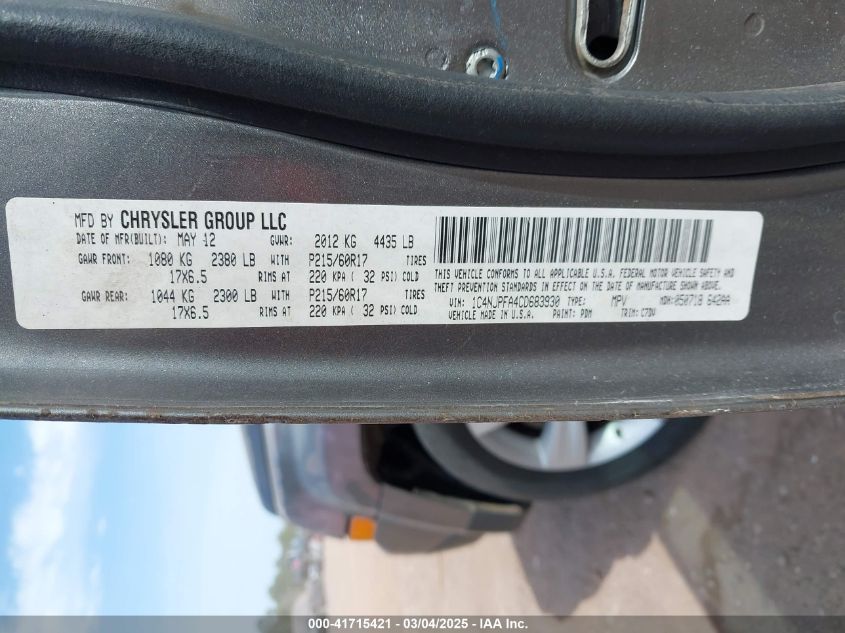 MFD BY CHRYSLER GROUP LLC
DATE OF MFR(BUILT): MAY 12 GVWR: 2012 KG 4435 LB
GAWR FRONT: 1080 KG 2380 LB WITH P215/60R17 TIRES
17X6.5 RIMS AT 220 KPA ( 32 PSI) COLD
GAWR REAR: 1044 KG 2300 LB WITH P215/60R17 TIRES
17X6.5 RIMS AT 220 KPA ( 32 PSI) COLD
THIS VEHICLE CONFORMS TO ALL APPLICABLE U.S.A. FEDERAL MOTOR VEHICLE SAFETY AND
THEFT PREVENTION STANDARDS IN EFFECT ON THE DATE OF MANUFACTURE SHOWN ABOVE.
VIN: 1C4NJPFA4CD683930 TYPE: MPV MDH:050718 642AA
VEHICLE MADE IN U.S.A. PAINT: PDM TRIM: C7DV
000-41715421 - 03/04/2025 - IAA Inc.